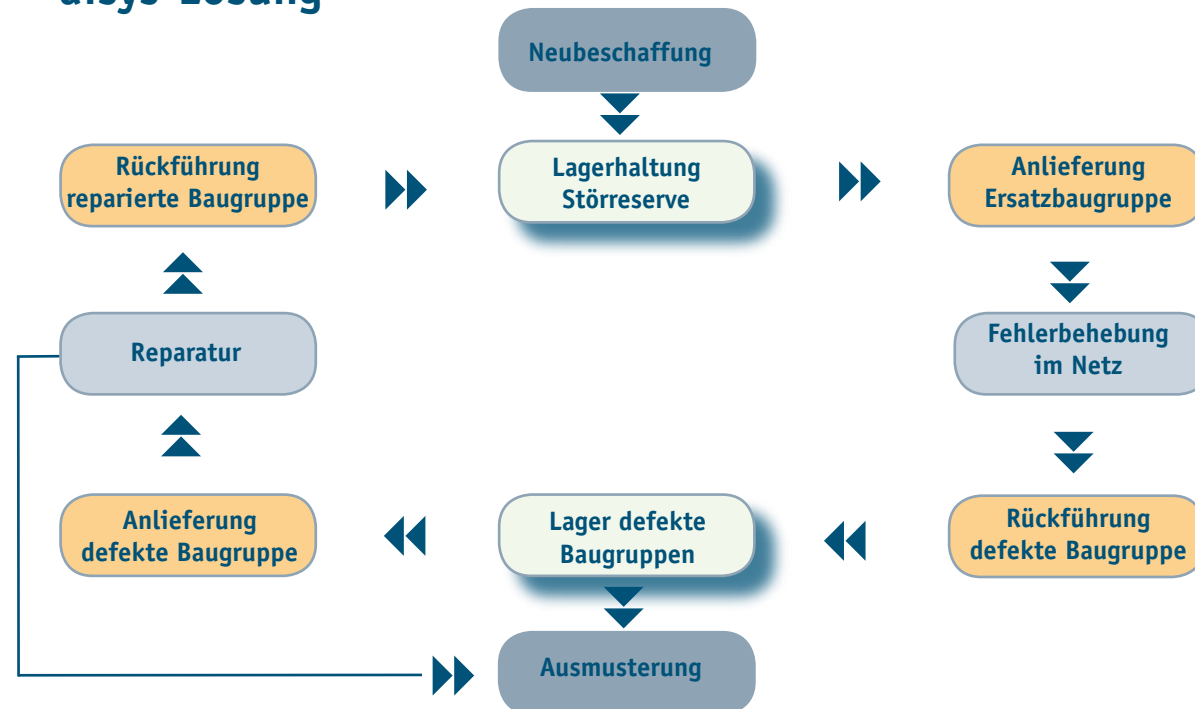 Lösung
Neubeschaffung
Rückführung
reparierte Baugruppe
Lagerhaltung
Störreserve
Anlieferung
Ersatzbaugruppe
Reparatur
Fehlerbehebung
im Netz
Anlieferung
defekte Baugruppe
Lager defekte
Baugruppen
Rückführung
defekte Baugruppe
Ausmusterung